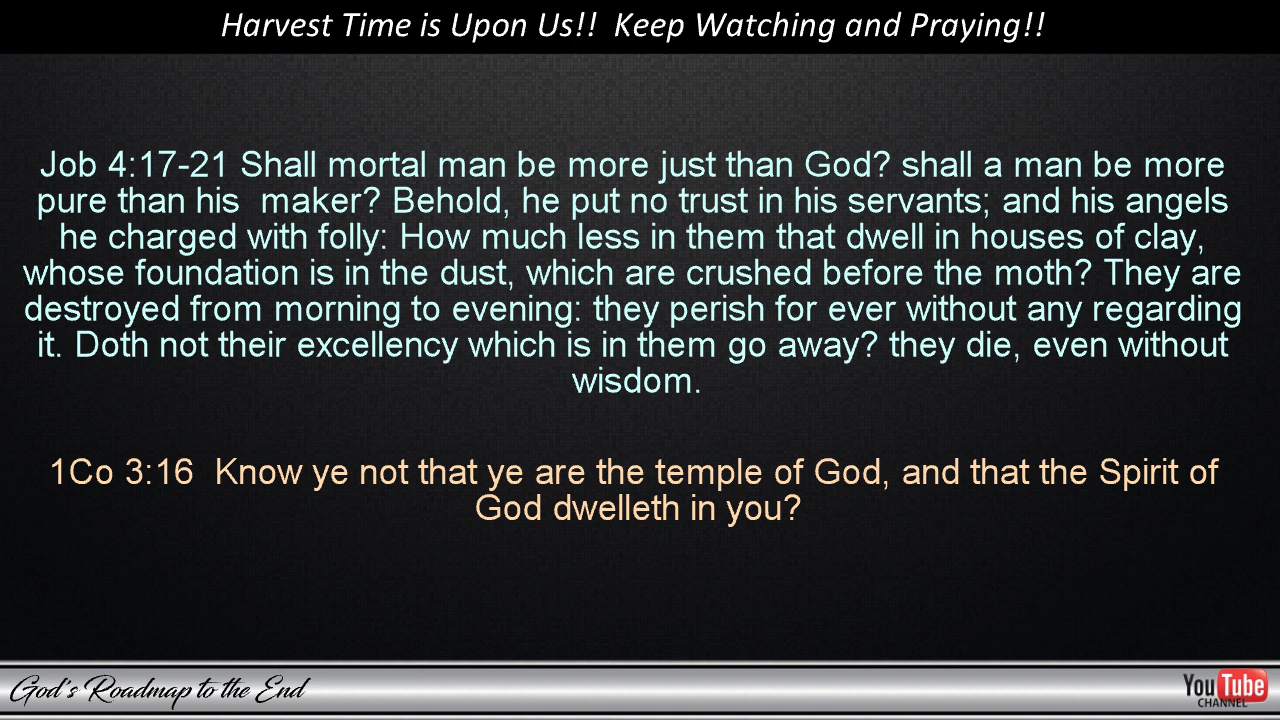 Harvest Time is Upon Us!! Keep Watching and Praying!!
Job 4:17-21 Shall mortal man be more just than God? shall a man be more
pure than his maker? Behold, he put no trust in his servants; and his angels
he charged with folly: How much less in them that dwell in houses of clay,
whose foundation is in the dust, which are crushed before the moth? They are
destroyed from morning to evening: they perish for ever without any regarding
it. Doth not their excellency which is in them go away? they die, even without
wisdom.
1Co 3:16 Know ye not that ye are the temple of God, and that the Spirit of
God dwelleth in you?
God's Roadmap to the End
YouTube
CHANNEL